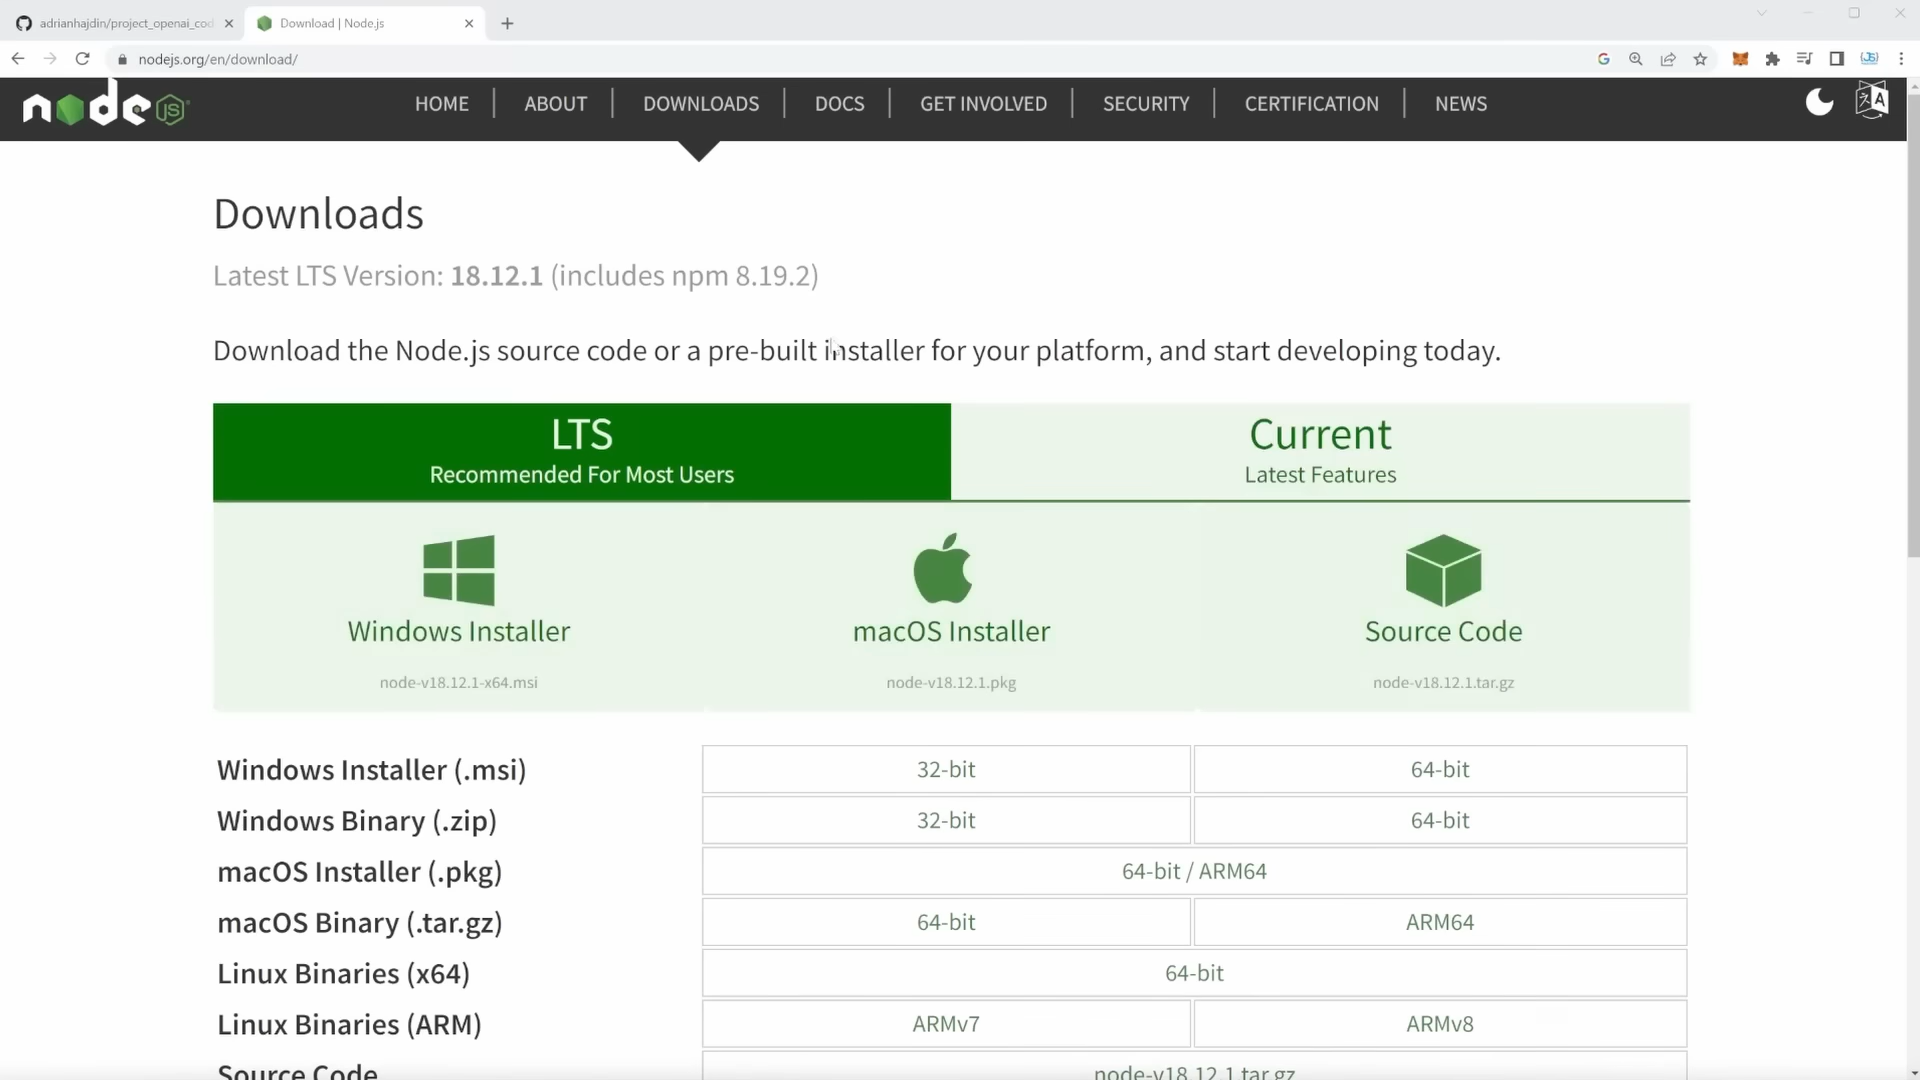 adrianhajdin/project_openai_cod
Download | Node.js
nodejs.org/en/download/
node JS
HOME ABOUT DOWNLOADS DOCS GET INVOLVED SECURITY CERTIFICATION NEWS
Downloads
Latest LTS Version: 18.12.1 (includes npm 8.19.2)
Download the Node.js source code or a pre-built installer for your platform, and start developing today.
LTS
Recommended For Most Users
Current
Latest Features
Windows Installer
node-v18.12.1-x64.msi
macOS Installer
node-v18.12.1.pkg
Source Code
node-v18.12.1.tar.gz
Windows Installer (.msi) 32-bit 64-bit
Windows Binary (.zip) 32-bit 64-bit
macOS Installer (.pkg) 64-bit / ARM64
macOS Binary (.tar.gz) 64-bit ARM64
Linux Binaries (x64) 64-bit
Linux Binaries (ARM) ARMv7 ARMv8
Source Code node-v18.12.1.tar.gz